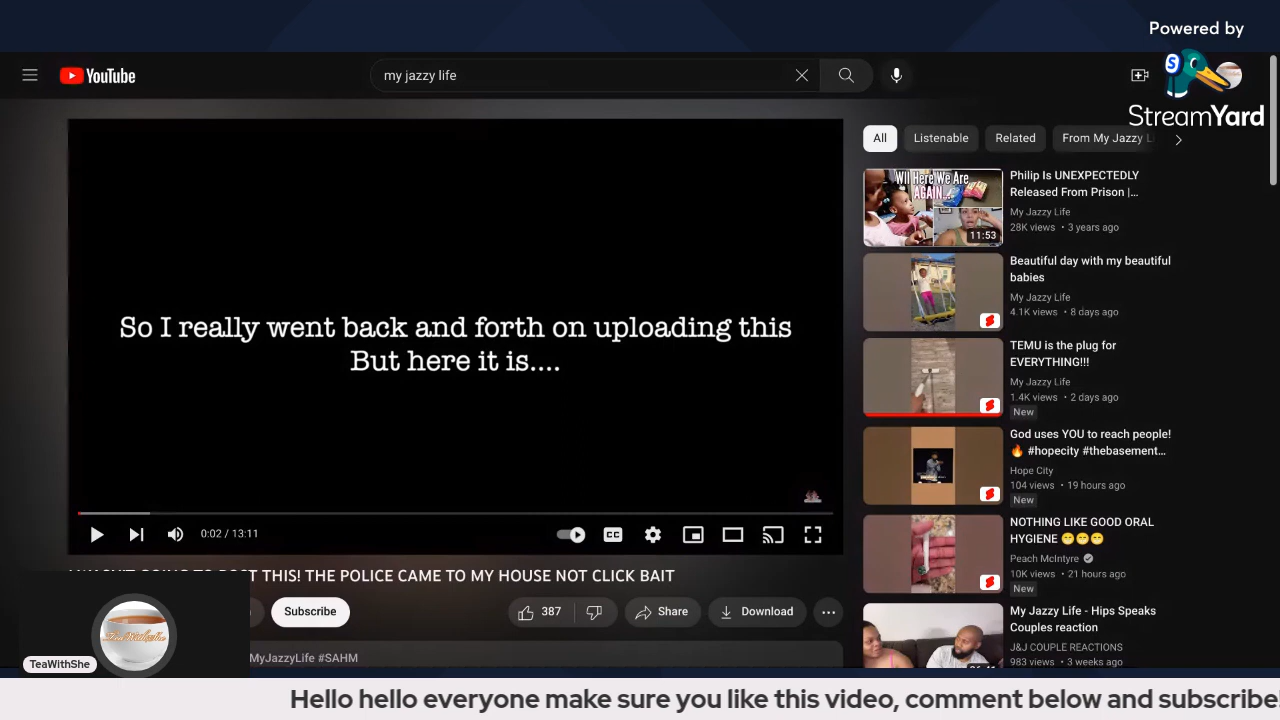 Powered by
StreamYard
YouTube
my jazzy life
All
Listenable
Related
From My Jazzy
So I really went back and forth on uploading this
But here it is....
0:02 / 13:11
CC
THIS! THE POLICE CAME TO MY HOUSE NOT CLICK BAIT
Subscribe
387
Share
Download
MyJazzyLife #SAHM
WII Here We Are
AGAIN...
11:53
Philip Is UNEXPECTEDLY
Released From Prison |...
My Jazzy Life
28K views • 3 years ago
Beautiful day with my beautiful
babies
My Jazzy Life
4.1K views • 8 days ago
TEMU is the plug for
EVERYTHING!!!
My Jazzy Life
1.4K views • 2 days ago
New
God uses YOU to reach people!
🔥 #hopecity #thebasement...
Hope City
104 views • 19 hours ago
New
NOTHING LIKE GOOD ORAL
HYGIENE 😁😁😁
Peach McIntyre
10K views • 21 hours ago
New
My Jazzy Life - Hips Speaks
Couples reaction
J&J COUPLE REACTIONS
983 views • 3 weeks ago
TeaWithShe
Hello hello everyone make sure you like this video, comment below and subscribe